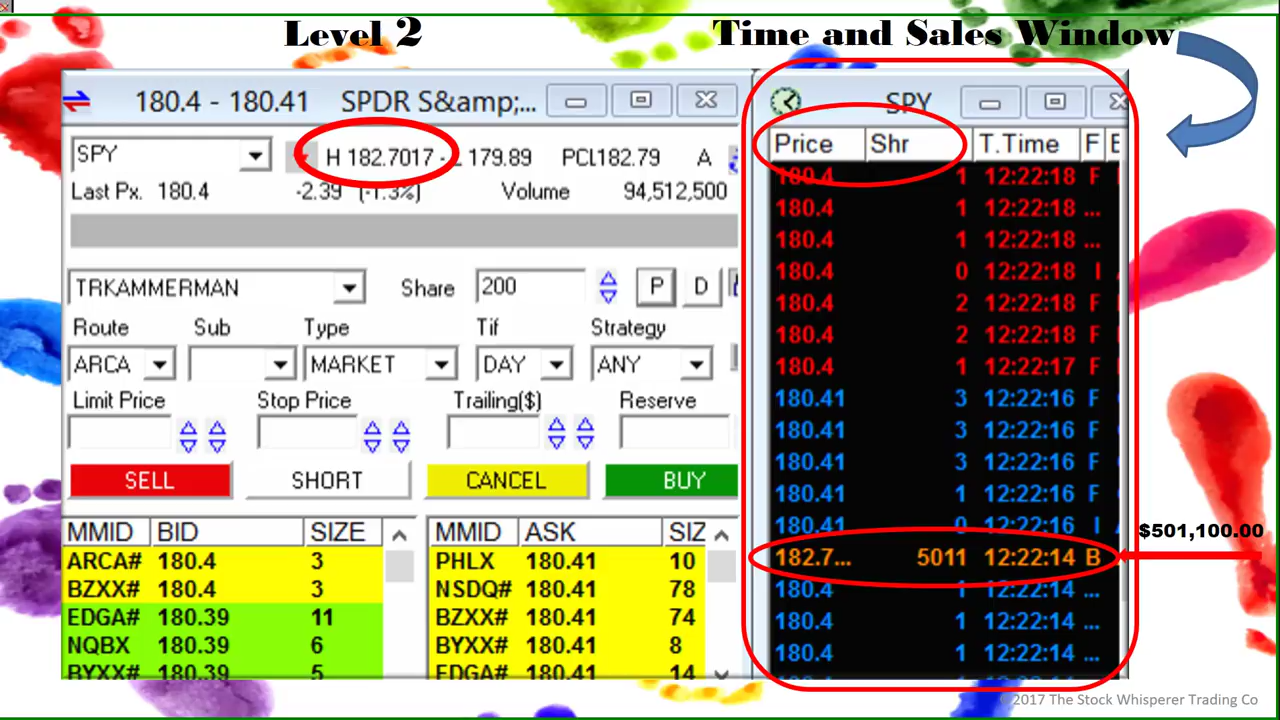 Level 2
Time and Sales Window
180.4 - 180.41 SPDR S&amp;...
SPY
SPY
H 182.7017 - L 179.89 PCL182.79 A
Last Px. 180.4 -2.39 (-1.3%) Volume 94,512,500
TRKAMMERMAN Share 200 P D
Route Sub Type Tif Strategy
ARCA MARKET DAY ANY
Limit Price Stop Price Trailing($) Reserve
SELL SHORT CANCEL BUY
MMID BID SIZE
ARCA# 180.4 3
BZXX# 180.4 3
EDGA# 180.39 11
NQBX 180.39 6
BYXX# 180.39 5
MMID ASK SIZ
PHLX 180.41 10
NSDQ# 180.41 78
BZXX# 180.41 74
BYXX# 180.41 8
EDGA# 180.41 14
Price Shr T.Time F E
180.4 1 12:22:18 F
180.4 1 12:22:18 ...
180.4 1 12:22:18 ...
180.4 0 12:22:18 I
180.4 2 12:22:18 F
180.4 2 12:22:18 F
180.4 1 12:22:17 F
180.41 3 12:22:16 F
180.41 3 12:22:16 F
180.41 3 12:22:16 F
180.41 1 12:22:16 F
180.41 0 12:22:16 I
182.7... 5011 12:22:14 B
180.4 1 12:22:14 ...
180.4 1 12:22:14 ...
180.4 1 12:22:14 ...
$501,100.00
©2017 The Stock Whisperer Trading Co